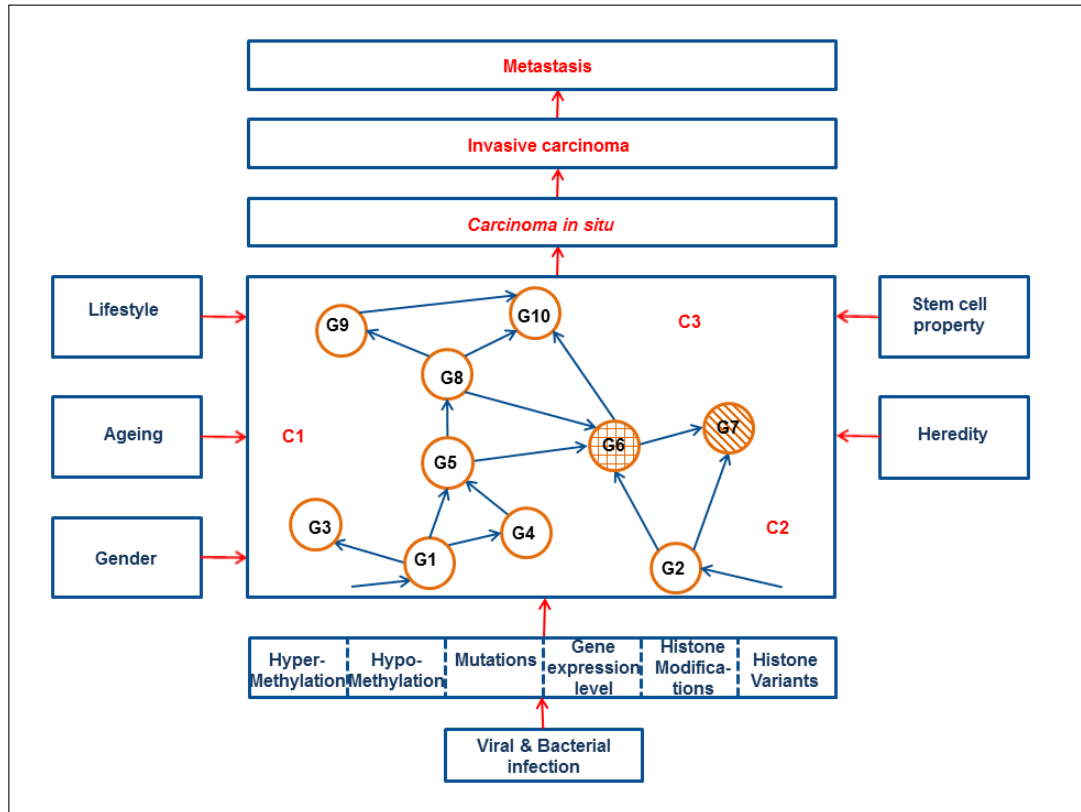 Metastasis
Invasive carcinoma
Carcinoma in situ
Lifestyle
Ageing
Gender
Stem cell
property
Heredity
G9
G10
C3
G8
C1
G7
G6
G5
C2
G3
G4
G1
G2
Hyper-
Methylation
Hypo-
Methylation
Mutations
Gene
expression
level
Histone
Modifica-
tions
Histone
Variants
Viral & Bacterial
infection